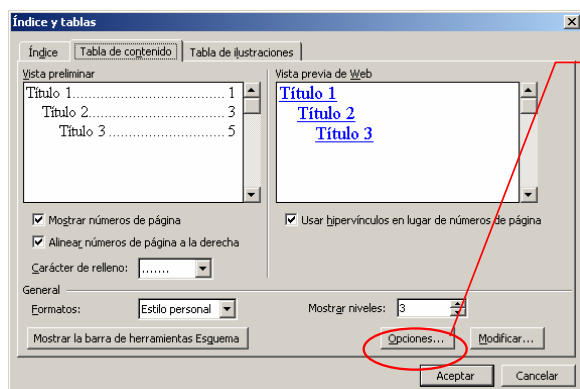 Índice y tablas
Índice Tabla de contenido Tabla de ilustraciones
Vista preliminar
Título 1..................... 1
Título 2.................. 3
Título 3............... 5
Vista previa de Web
Título 1
Título 2
Título 3
Mostrar números de página
Alinear números de página a la derecha
Usar hipervínculos en lugar de números de página
Carácter de relleno: .......
General
Formatos: Estilo personal
Mostrar niveles: 3
Mostrar la barra de herramientas Esquema
Opciones... Modificar...
Aceptar Cancelar